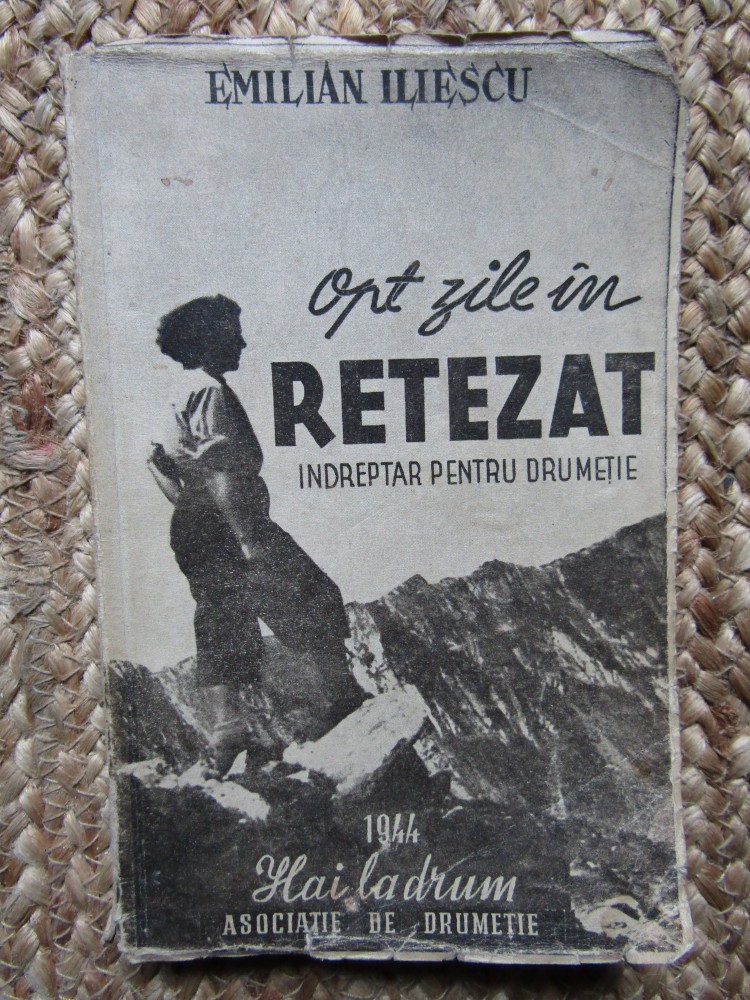 EMILIAN ILIESCU
Opt zile în
RETEZAT
INDREPTAR PENTRU DRUMEȚIE
1944
Hai la drum
ASOCIAȚIE DE DRUMEȚIE